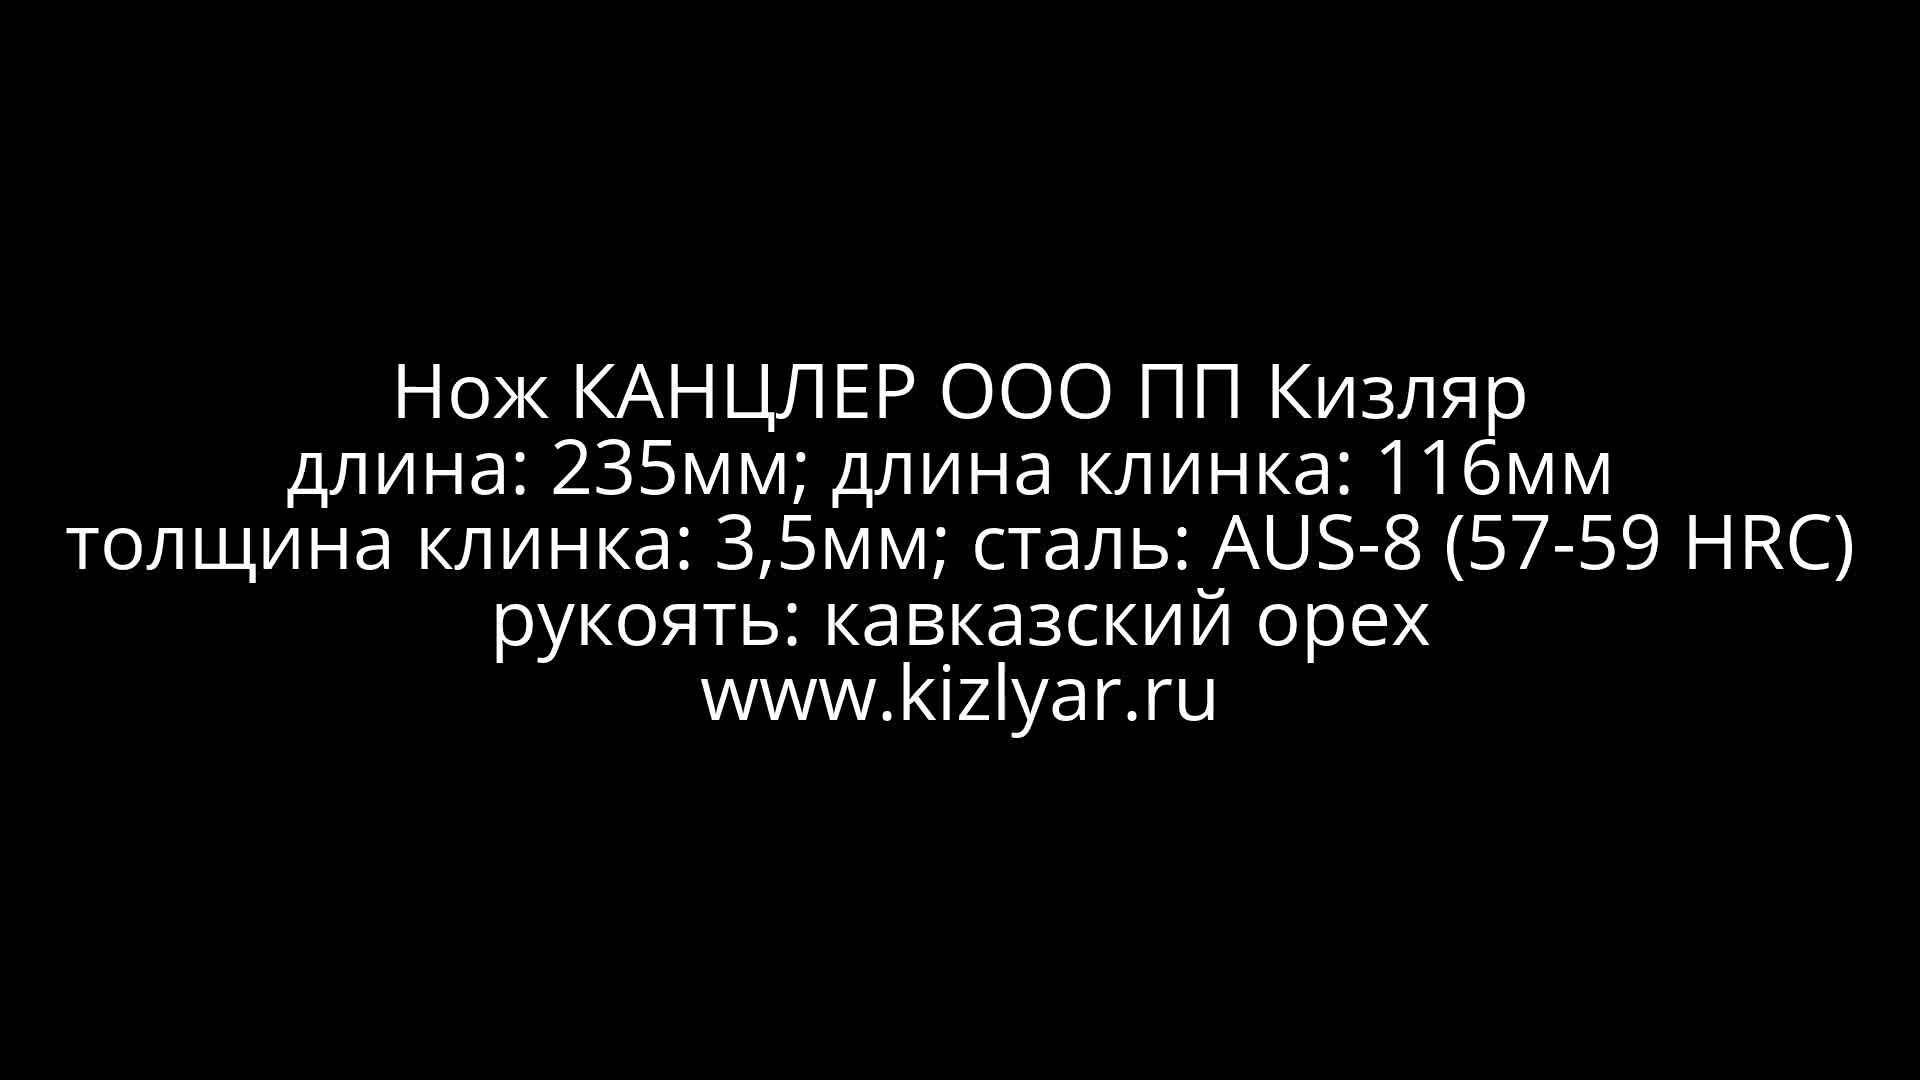 Нож КАНЦЛЕР ООО ПП Кизляр
длина: 235мм; длина клинка: 116мм
толщина клинка: 3,5мм; сталь: AUS-8 (57-59 HRC)
рукоять: кавказский орех
www.kizlyar.ru